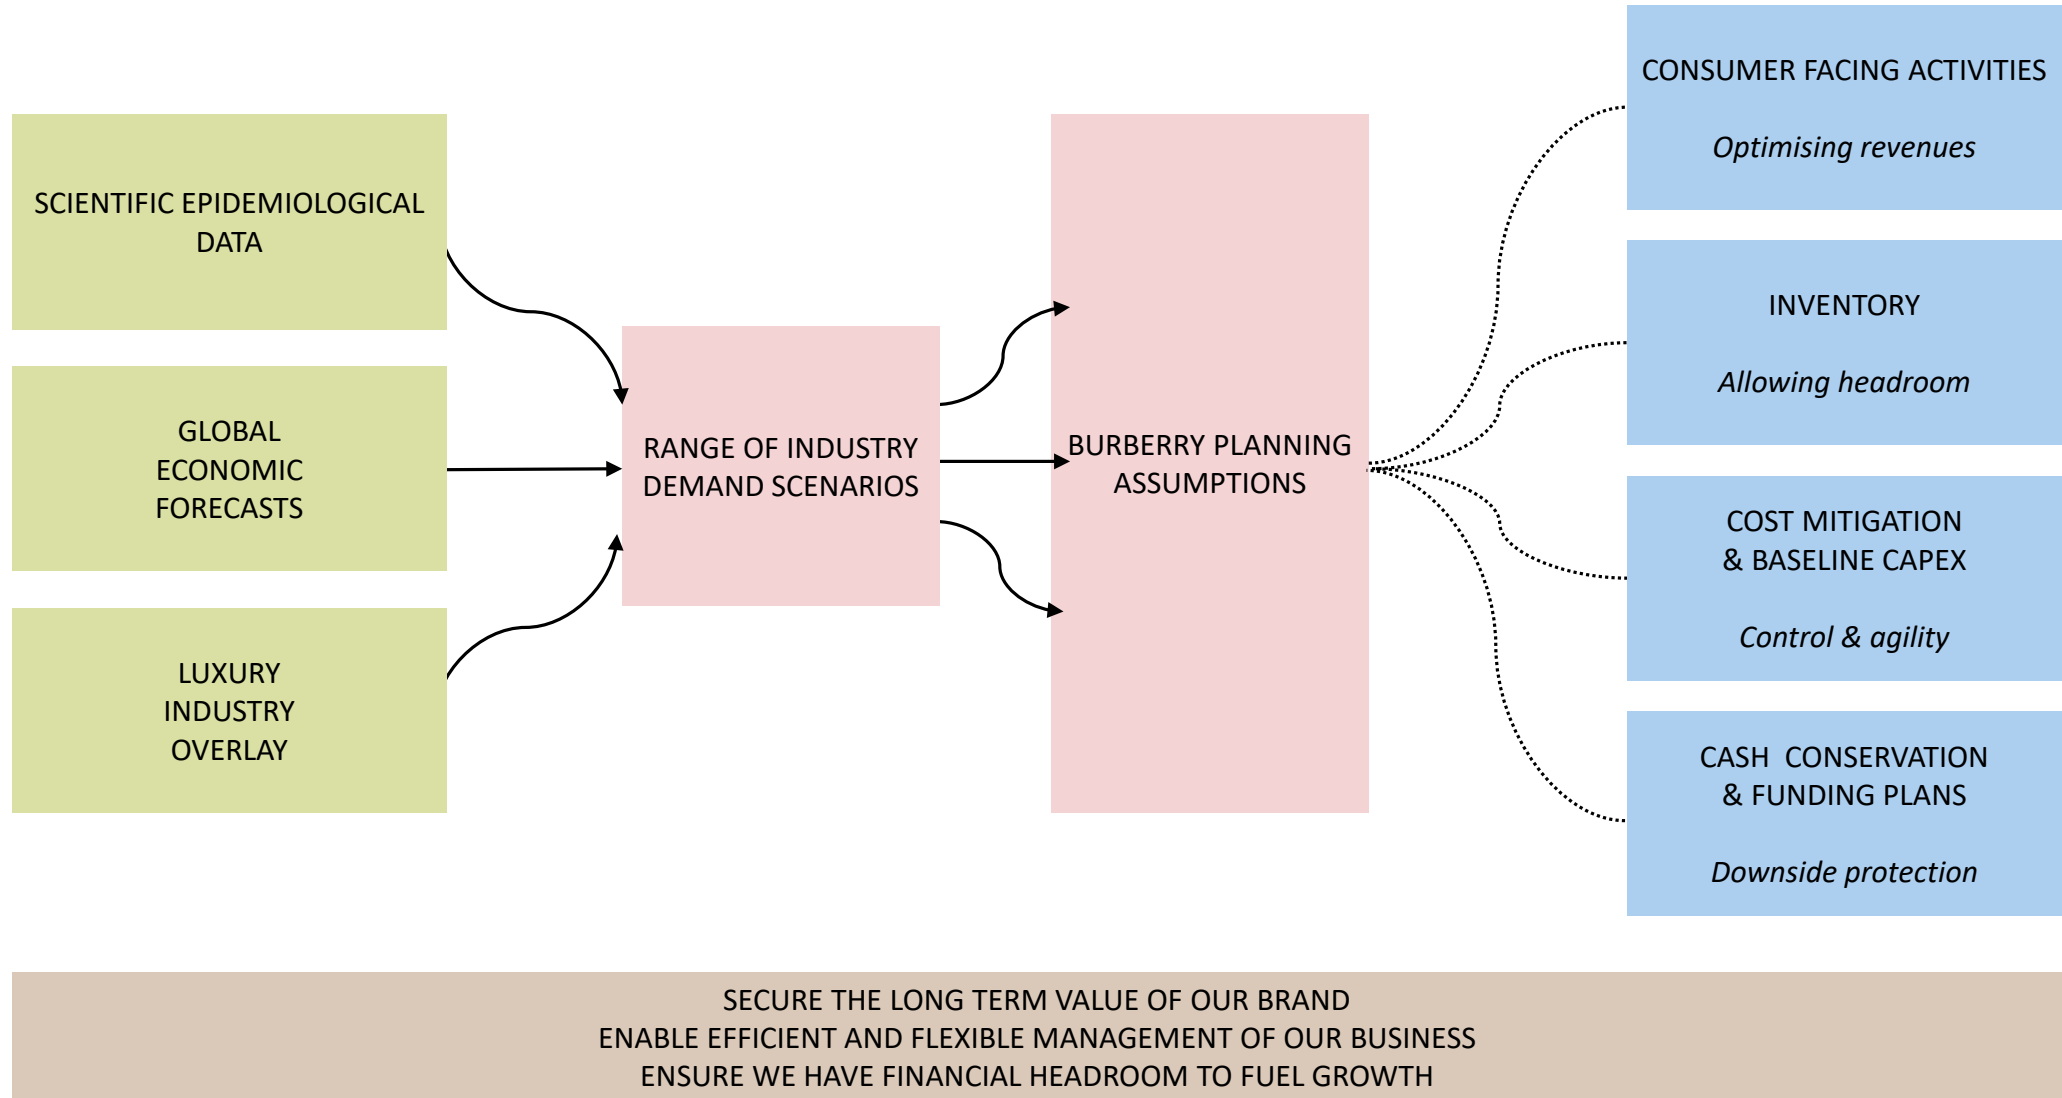 SCIENTIFIC EPIDEMIOLOGICAL
DATA
GLOBAL
ECONOMIC
FORECASTS
LUXURY
INDUSTRY
OVERLAY
RANGE OF INDUSTRY
DEMAND SCENARIOS
BURBERRY PLANNING
ASSUMPTIONS
CONSUMER FACING ACTIVITIES
Optimising revenues
INVENTORY
Allowing headroom
COST MITIGATION
& BASELINE CAPEX
Control & agility
CASH CONSERVATION
& FUNDING PLANS
Downside protection
SECURE THE LONG TERM VALUE OF OUR BRAND
ENABLE EFFICIENT AND FLEXIBLE MANAGEMENT OF OUR BUSINESS
ENSURE WE HAVE FINANCIAL HEADROOM TO FUEL GROWTH